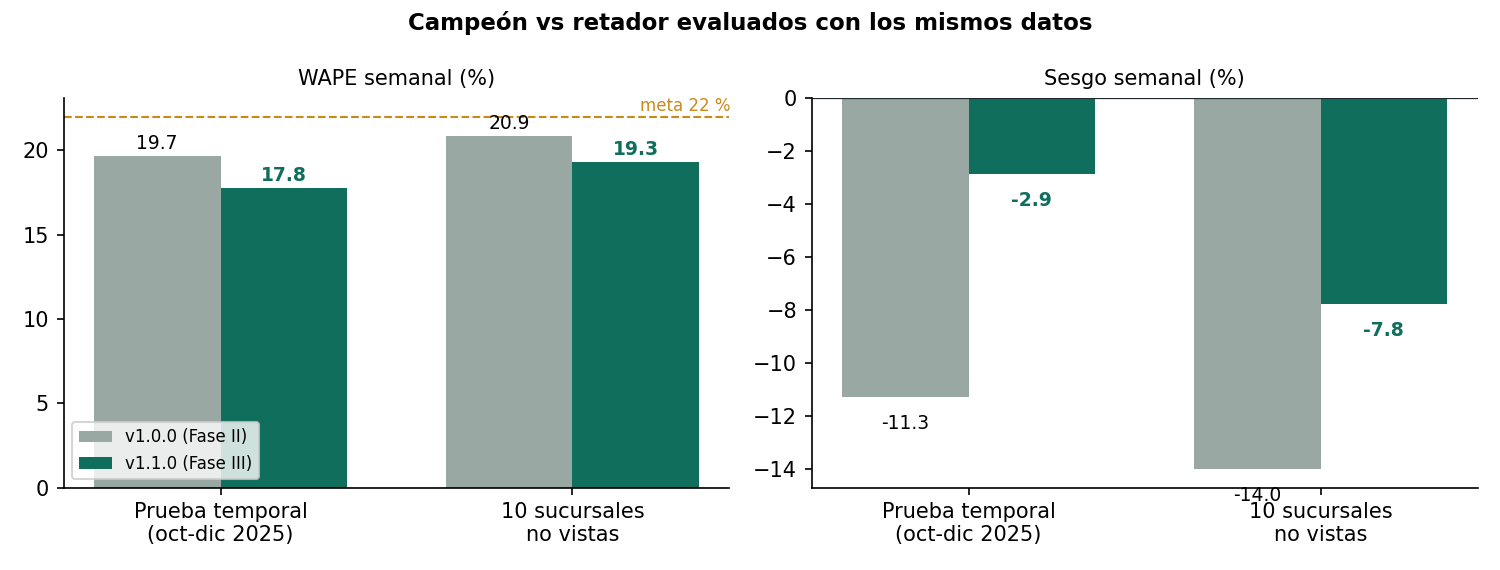 Campeón vs retador evaluados con los mismos datos
WAPE semanal (%)
meta 22 %
19.7
17.8
20.9
19.3
20
15
10
5
0
v1.0.0 (Fase II)
v1.1.0 (Fase III)
Prueba temporal
(oct-dic 2025)
10 sucursales
no vistas
Sesgo semanal (%)
0
−2
−4
−6
−8
−10
−12
−14
-2.9
-11.3
-7.8
-14.0
Prueba temporal
(oct-dic 2025)
10 sucursales
no vistas